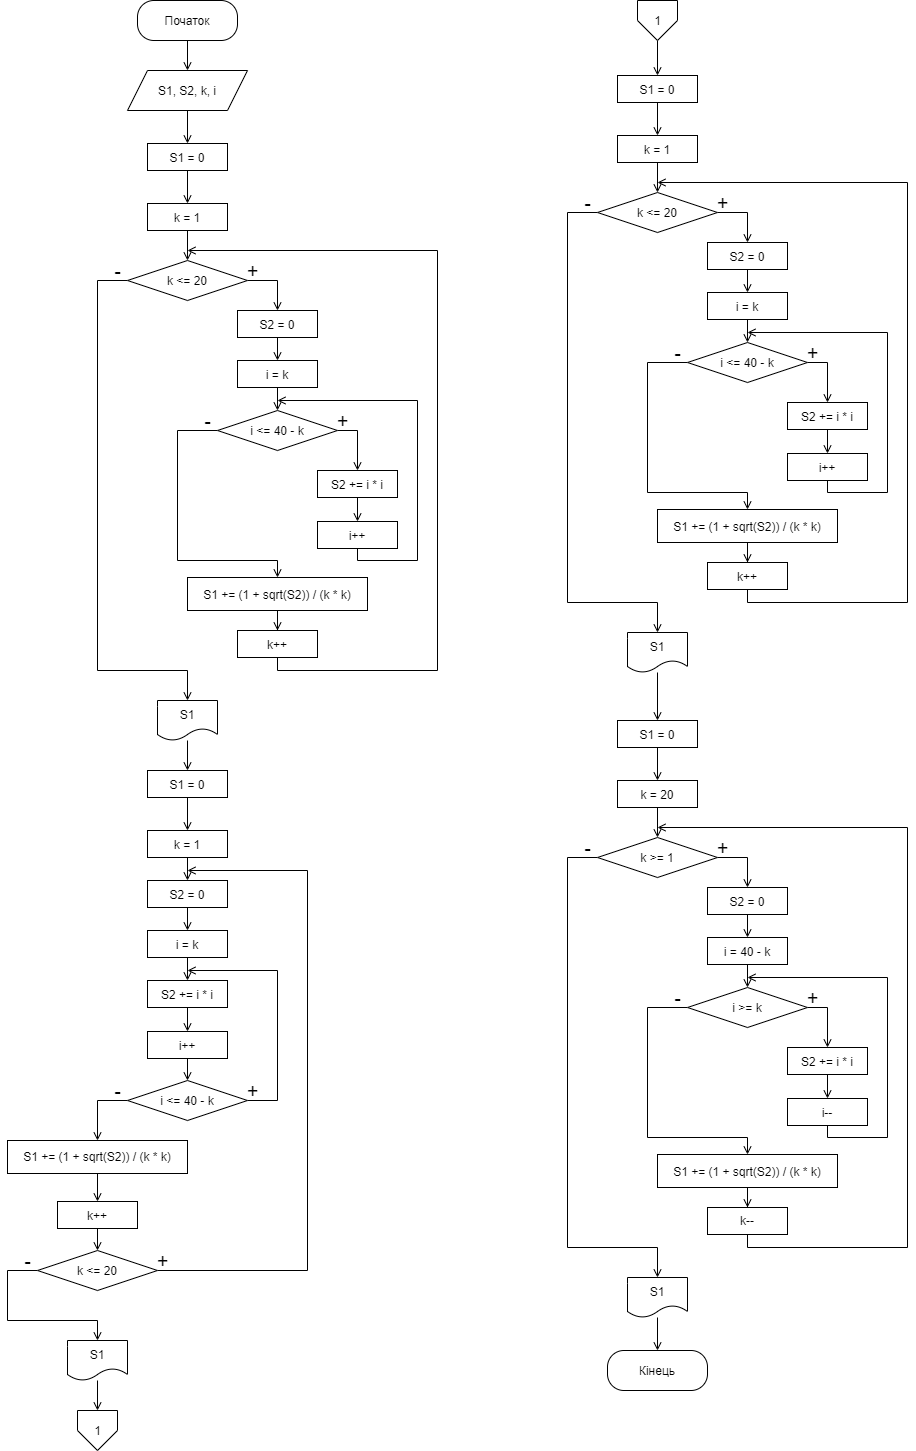 Початок
S1, S2, k, i
S1 = 0
k = 1
k <= 20
-
+
S2 = 0
i = k
i <= 40 - k
-
+
S2 += i * i
i++
S1 += (1 + sqrt(S2)) / (k * k)
k++
S1
S1 = 0
k = 1
S2 = 0
i = k
S2 += i * i
i++
i <= 40 - k
-
+
S1 += (1 + sqrt(S2)) / (k * k)
k++
k <= 20
-
+
S1
1
1
S1 = 0
k = 1
k <= 20
-
+
S2 = 0
i = k
i <= 40 - k
-
+
S2 += i * i
i++
S1 += (1 + sqrt(S2)) / (k * k)
k++
S1
S1 = 0
k = 20
k >= 1
-
+
S2 = 0
i = 40 - k
i >= k
-
+
S2 += i * i
i--
S1 += (1 + sqrt(S2)) / (k * k)
k--
S1
Кінець